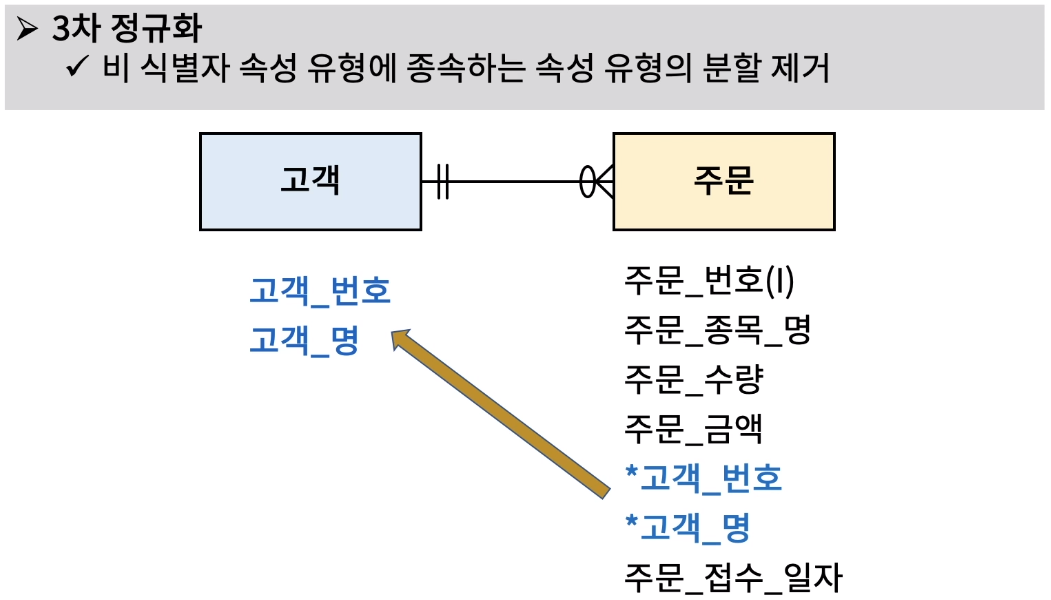 ➢ 3차 정규화
✓ 비 식별자 속성 유형에 종속하는 속성 유형의 분할 제거
고객
주문
고객_번호
고객_명
주문_번호(I)
주문_종목_명
주문_수량
주문_금액
*고객_번호
*고객_명
주문_접수_일자